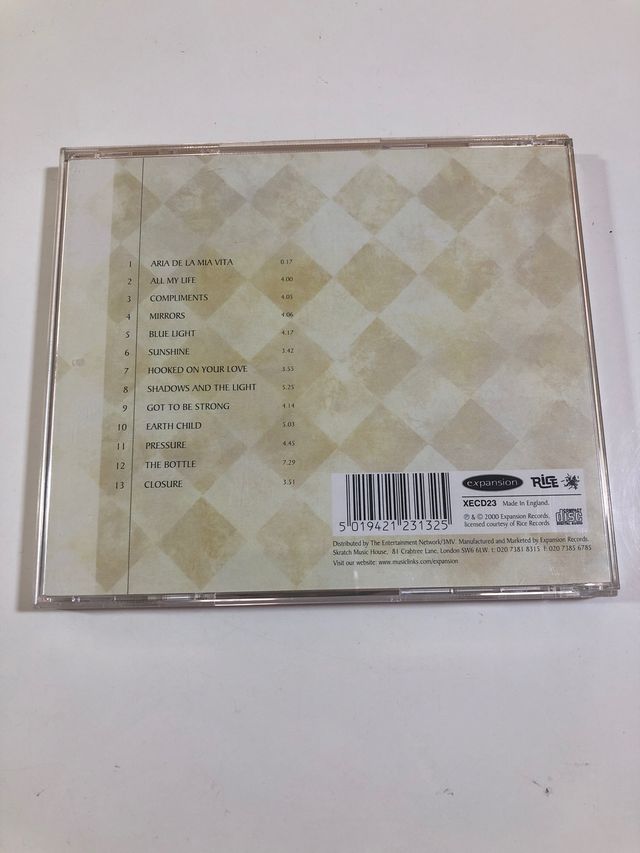 1 ARIA DE LA MIA VITA 0.17
2 ALL MY LIFE 4.00
3 COMPLIMENTS 4.05
4 MIRRORS 4.06
5 BLUE LIGHT 4.17
6 SUNSHINE 3.42
7 HOOKED ON YOUR LOVE 3.55
8 SHADOWS AND THE LIGHT 5.25
9 GOT TO BE STRONG 4.14
10 EARTH CHILD 5.03
11 PRESSURE 4.45
12 THE BOTTLE 7.29
13 CLOSURE 3.51
5 019421 231325
expansion RICE
XECD23 Made in England.
℗ & © 2000 Expansion Records.
licensed courtesy of Rice Records
COMPACT
disc
DIGITAL AUDIO
Distributed by The Entertainment Network/3MV. Manufactured and Marketed by Expansion Records.
Skratch Music House, 81 Crabtree Lane, London SW6 6LW. t: 020 7381 8315 f: 020 7385 6785
Visit our website: www.musiclinks.com/expansion